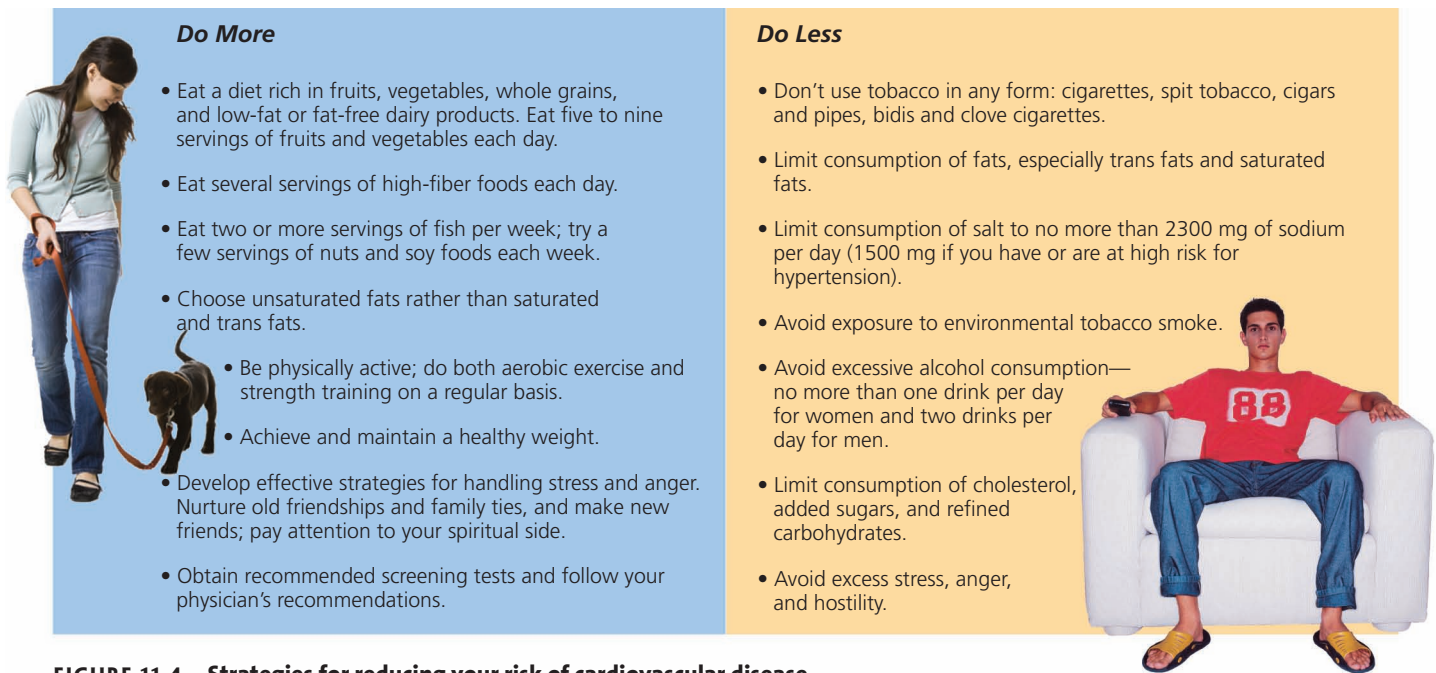 Do More
• Eat a diet rich in fruits, vegetables, whole grains,
and low-fat or fat-free dairy products. Eat five to nine
servings of fruits and vegetables each day.
• Eat several servings of high-fiber foods each day.
• Eat two or more servings of fish per week; try a
few servings of nuts and soy foods each week.
• Choose unsaturated fats rather than saturated
and trans fats.
• Be physically active; do both aerobic exercise and
strength training on a regular basis.
• Achieve and maintain a healthy weight.
• Develop effective strategies for handling stress and anger.
Nurture old friendships and family ties, and make new
friends; pay attention to your spiritual side.
• Obtain recommended screening tests and follow your
physician's recommendations.
Do Less
• Don't use tobacco in any form: cigarettes, spit tobacco, cigars
and pipes, bidis and clove cigarettes.
• Limit consumption of fats, especially trans fats and saturated
fats.
• Limit consumption of salt to no more than 2300 mg of sodium
per day (1500 mg if you have or are at high risk for
hypertension).
• Avoid exposure to environmental tobacco smoke.
• Avoid excessive alcohol consumption—
no more than one drink per day
for women and two drinks per
day for men.
• Limit consumption of cholesterol,
added sugars, and refined
carbohydrates.
• Avoid excess stress, anger,
and hostility.
88
FIGURE 11.4 Strategies for reducing your risk of cardiovascular disease